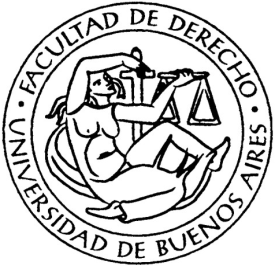 FACULTAD DE DERECHO
UNIVERSIDAD DE BUENOS AIRES